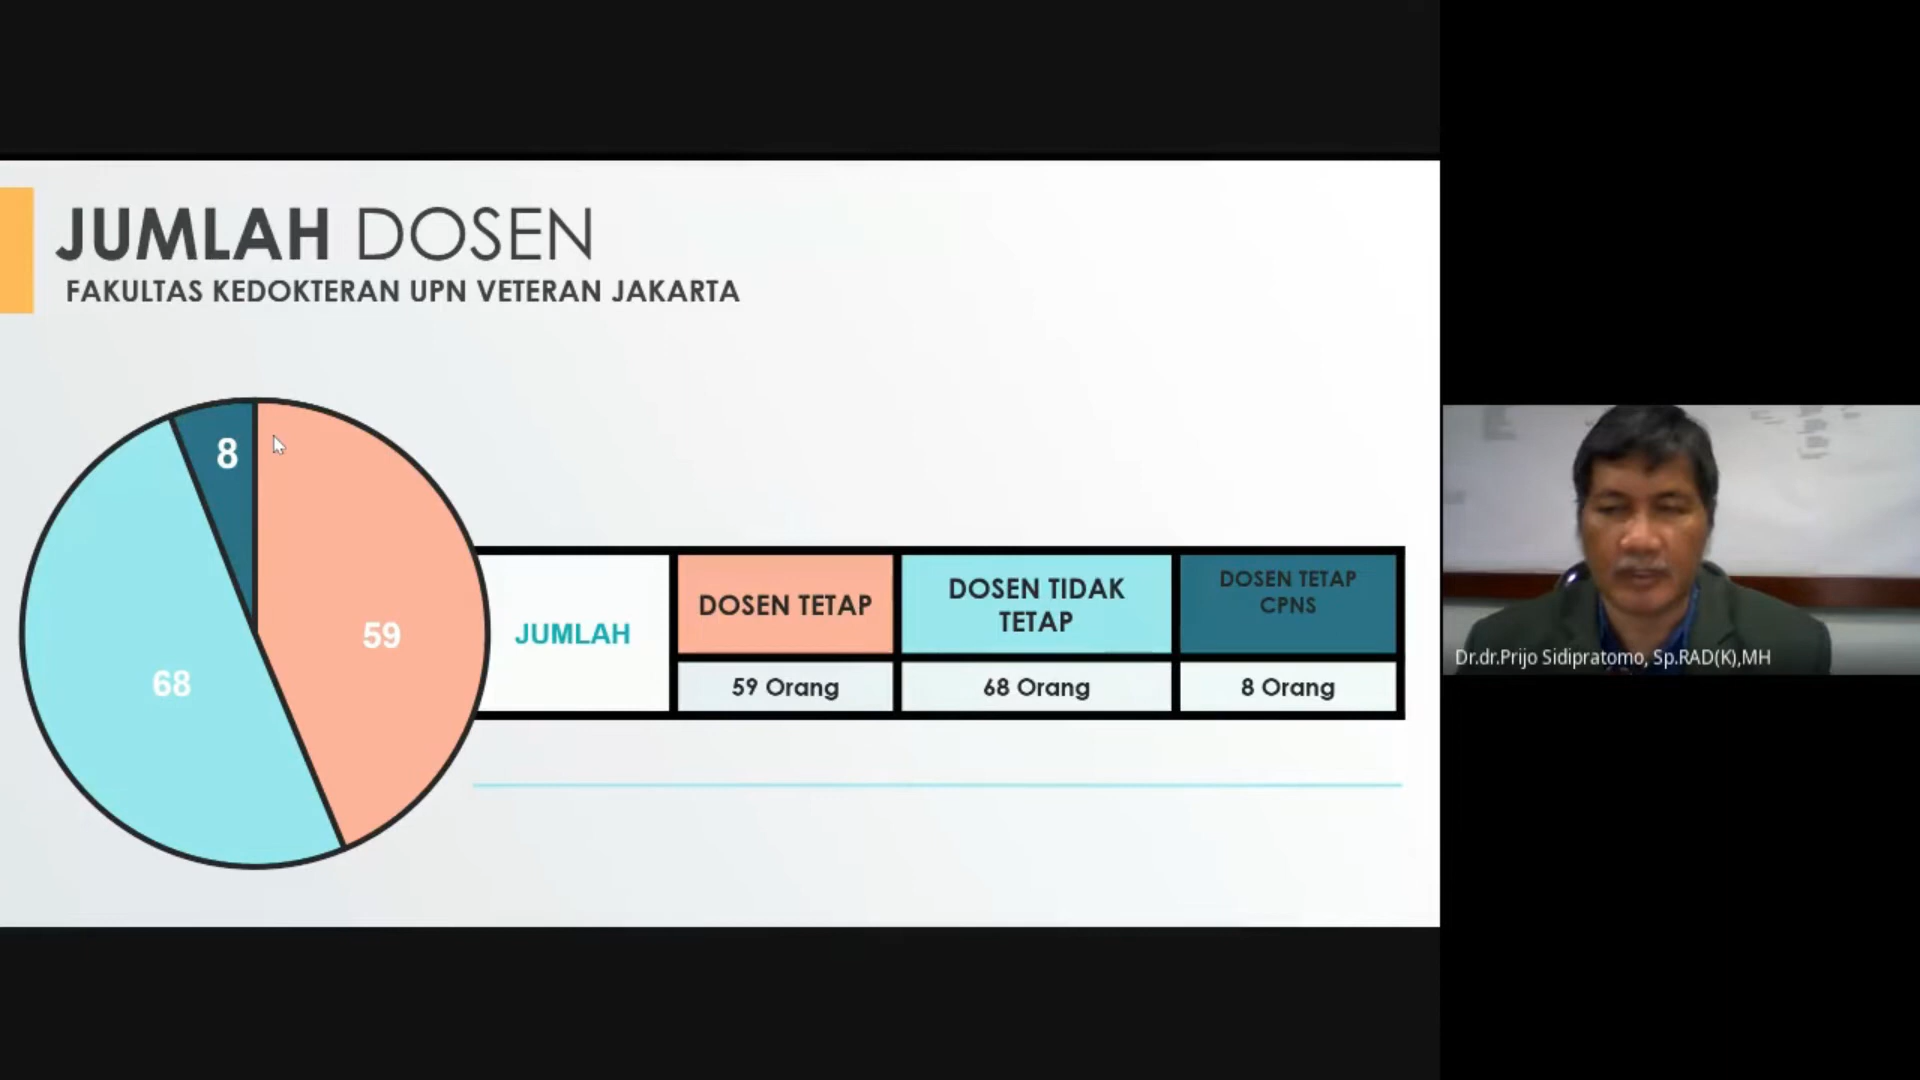 JUMLAH DOSEN
FAKULTAS KEDOKTERAN UPN VETERAN JAKARTA
8
59
68
JUMLAH
DOSEN TETAP
DOSEN TIDAK
TETAP
DOSEN TETAP
CPNS
59 Orang
68 Orang
8 Orang
Dr.dr.Prijo Sidipratomo, Sp.RAD(K),MH